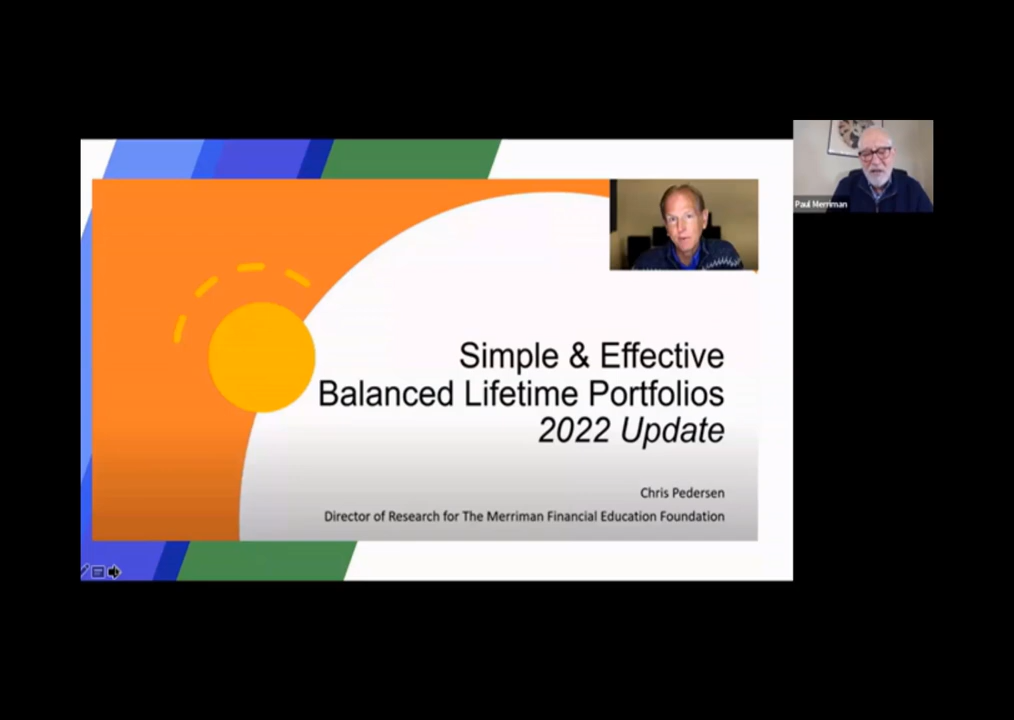 Paul Merriman
Simple & Effective
Balanced Lifetime Portfolios
2022 Update
Chris Pedersen
Director of Research for The Merriman Financial Education Foundation